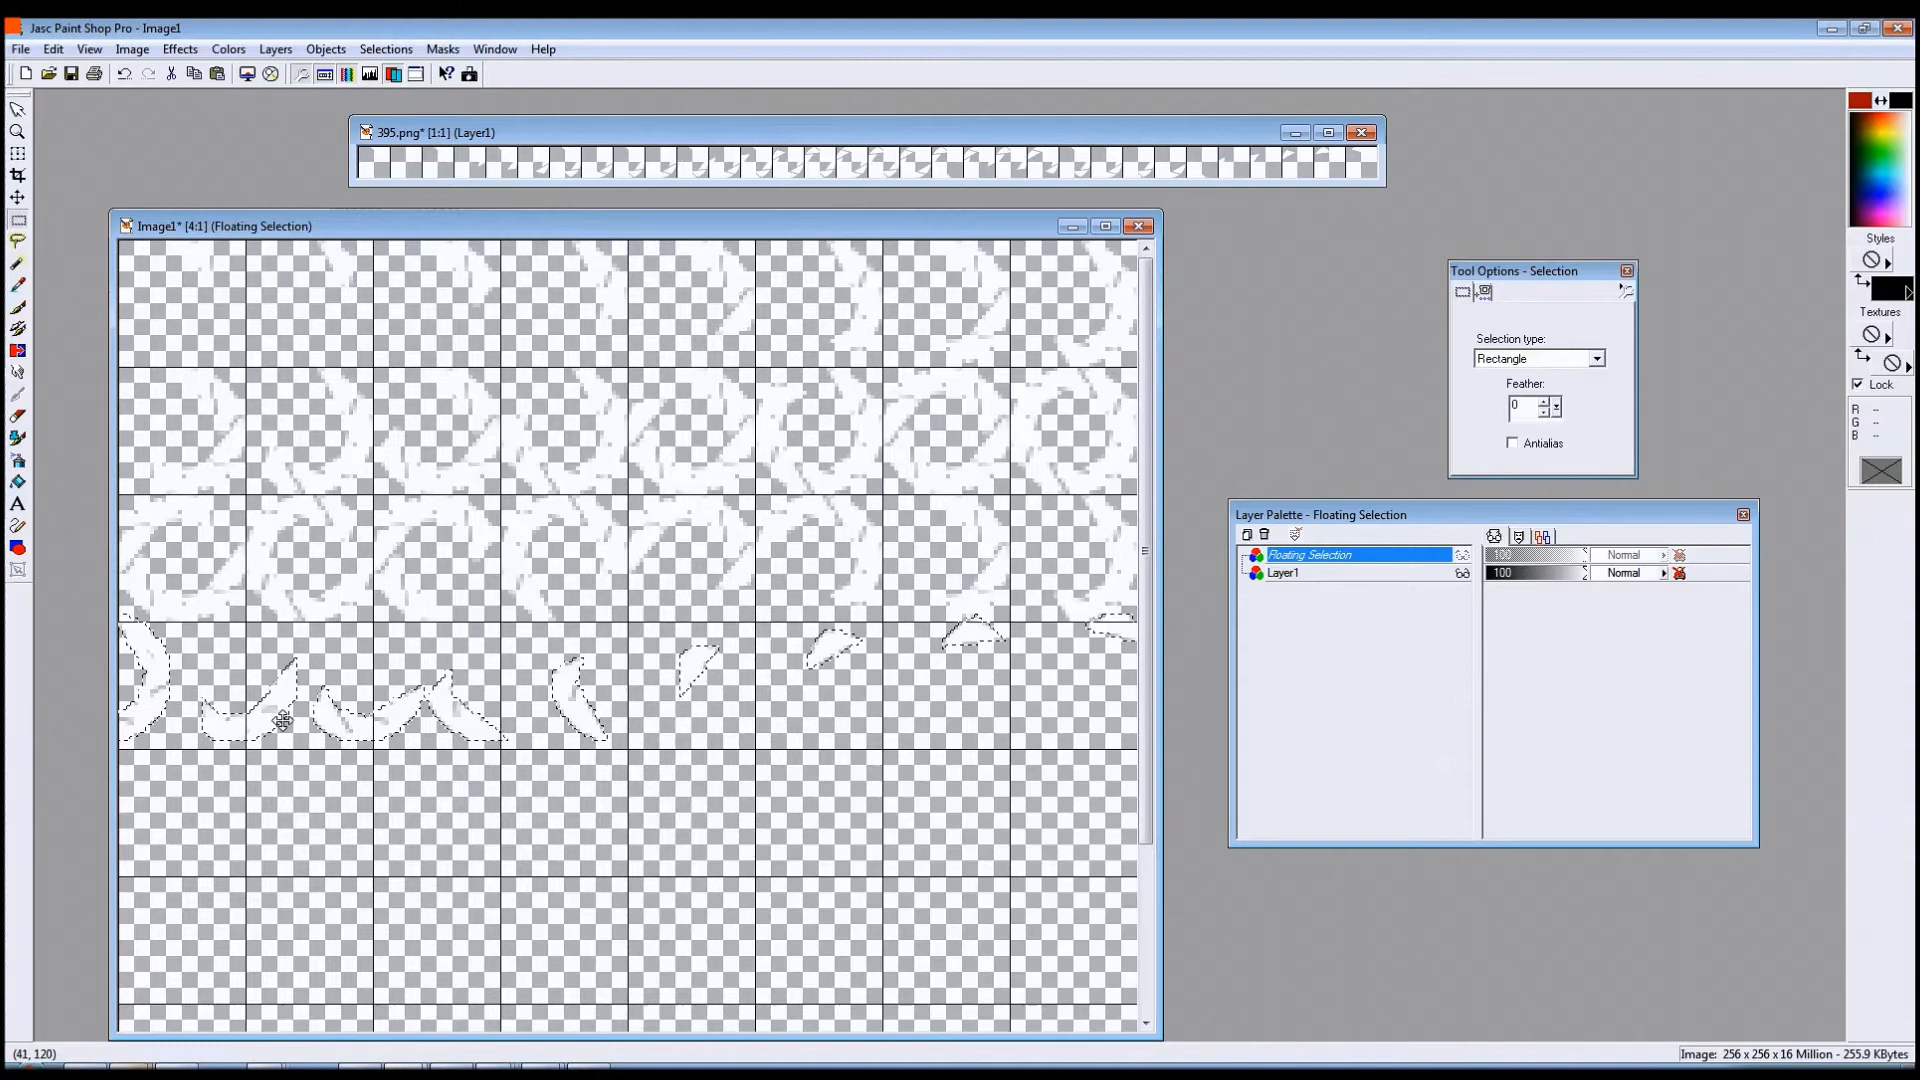 Jasc Paint Shop Pro - Image1
File Edit View Image Effects Colors Layers Objects Selections Masks Window Help
395.png* [1:1] (Layer1)
Image1* [4:1] (Floating Selection)
Styles
Textures
Lock
R --
G --
B --
Tool Options - Selection
Selection type:
Rectangle
Feather:
0
Antialias
Layer Palette - Floating Selection
Floating Selection 100 Normal
Layer1 100 Normal
(41, 120)
Image: 256 x 256 x 16 Million - 255.9 KBytes